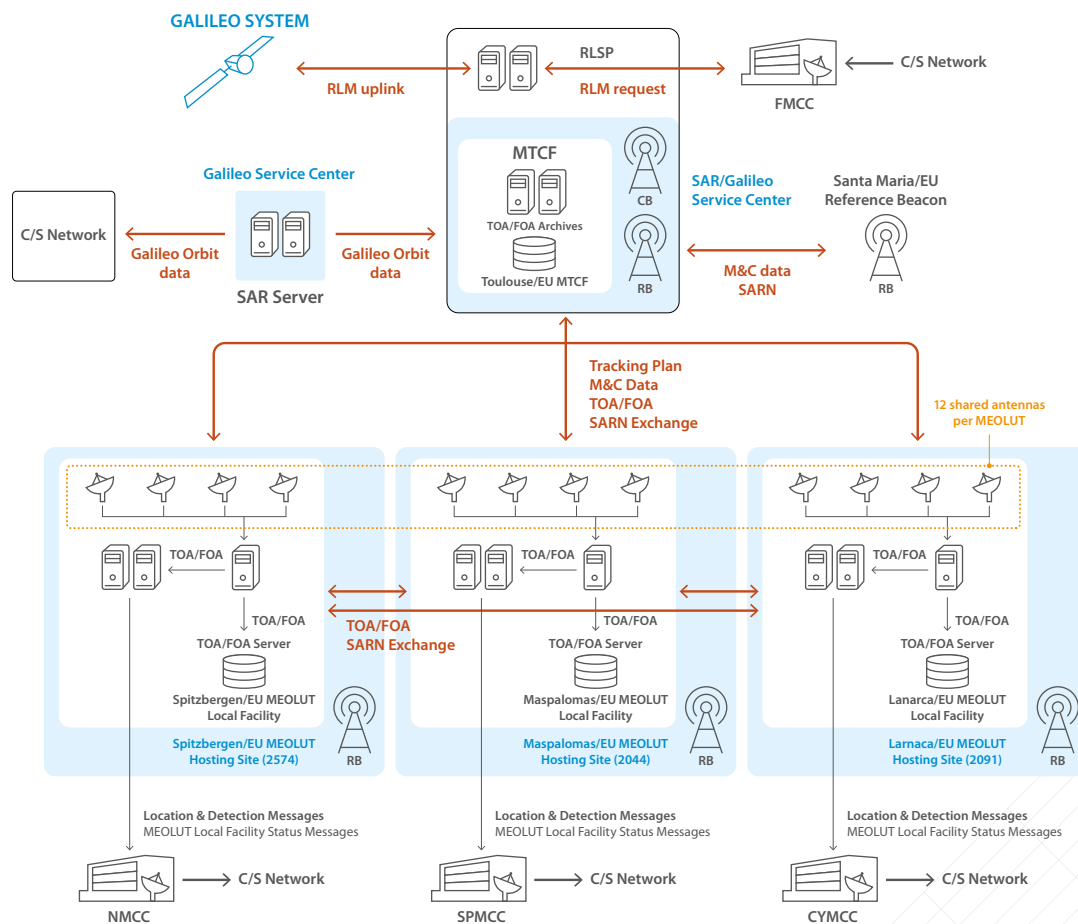 GALILEO SYSTEM
RLSP
RLM uplink
RLM request
C/S Network
FMCC
MTCF
TOA/FOA Archives
Toulouse/EU MTCF
CB
RB
SAR/Galileo
Service Center
Santa Maria/EU
Reference Beacon
Galileo Service Center
C/S Network
Galileo Orbit
data
Galileo Orbit
data
SAR Server
M&C data
SARN
RB
Tracking Plan
M&C Data
TOA/FOA
SARN Exchange
12 shared antennas
per MEOLUT
TOA/FOA
TOA/FOA
TOA/FOA Server
Spitzbergen/EU MEOLUT
Local Facility
Spitzbergen/EU MEOLUT
Hosting Site (2574)
RB
TOA/FOA
SARN Exchange
TOA/FOA
TOA/FOA
TOA/FOA Server
Maspalomas/EU MEOLUT
Local Facility
Maspalomas/EU MEOLUT
Hosting Site (2044)
RB
TOA/FOA
TOA/FOA
TOA/FOA Server
Lanarca/EU MEOLUT
Local Facility
Larnaca/EU MEOLUT
Hosting Site (2091)
RB
Location & Detection Messages
MEOLUT Local Facility Status Messages
C/S Network
NMCC
Location & Detection Messages
MEOLUT Local Facility Status Messages
C/S Network
SPMCC
Location & Detection Messages
MEOLUT Local Facility Status Messages
C/S Network
CYMCC